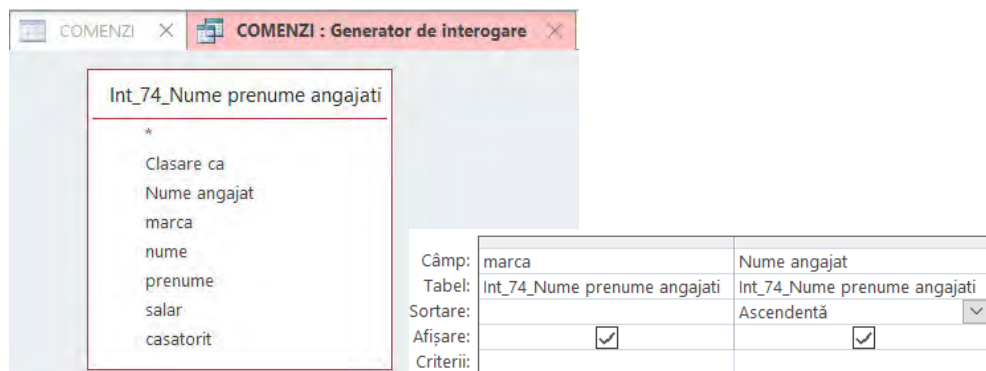 COMENZI
COMENZI : Generator de interogare
Int_74_Nume prenume angajati
*
Clasare ca
Nume angajat
marca
nume
prenume
salar
casatorit
Câmp: marca Nume angajat
Tabel: Int_74_Nume prenume angajati Int_74_Nume prenume angajati
Sortare: Ascendentă
Afișare:
Criterii: